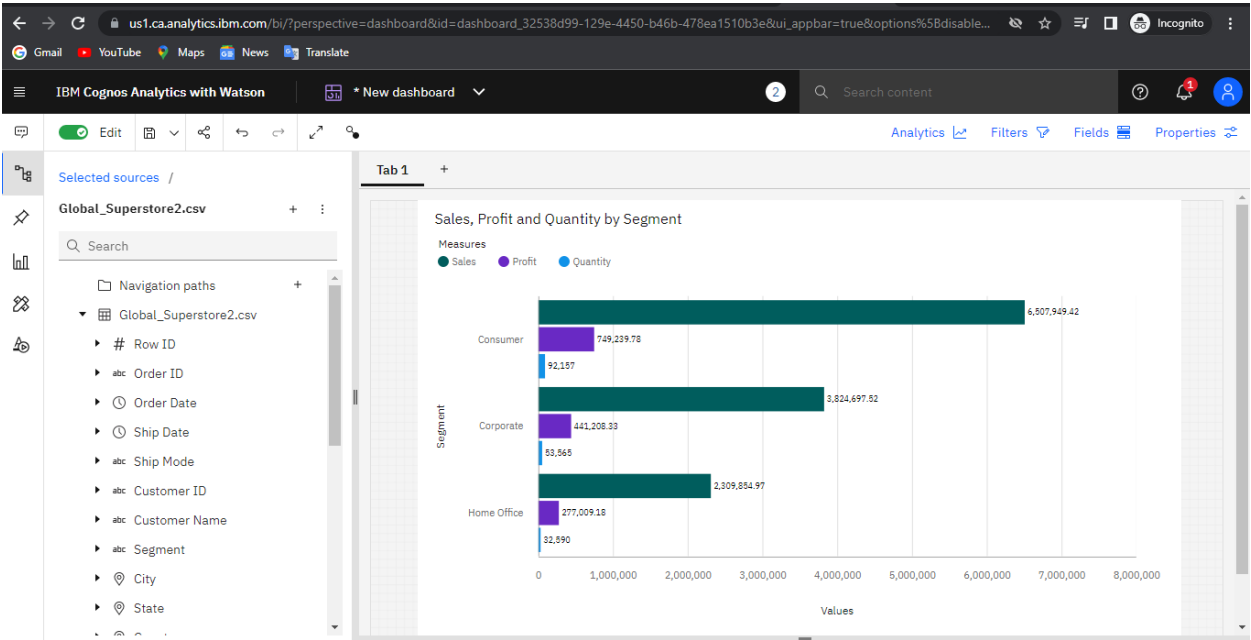 us1.ca.analytics.ibm.com/bi/?perspective=dashboard&id=dashboard_32538d99-129e-4450-b46b-478ea1510b3e&ui_appbar=true&options%5Bdisable...
Incognito
Gmail YouTube Maps News Translate
IBM Cognos Analytics with Watson
* New dashboard
2
Search content
1
Edit
Analytics Filters Fields Properties
Selected sources /
Tab 1 +
Global_Superstore2.csv
Search
Navigation paths
Global_Superstore2.csv
# Row ID
abc Order ID
Order Date
Ship Date
abc Ship Mode
abc Customer ID
abc Customer Name
abc Segment
City
State
Sales, Profit and Quantity by Segment
Measures
Sales Profit Quantity
Segment
Consumer
6,507,949.42
749,239.78
92,157
Corporate
3,824,697.52
441,208.33
53,565
Home Office
2,309,854.97
277,009.18
32,590
0 1,000,000 2,000,000 3,000,000 4,000,000 5,000,000 6,000,000 7,000,000 8,000,000
Values